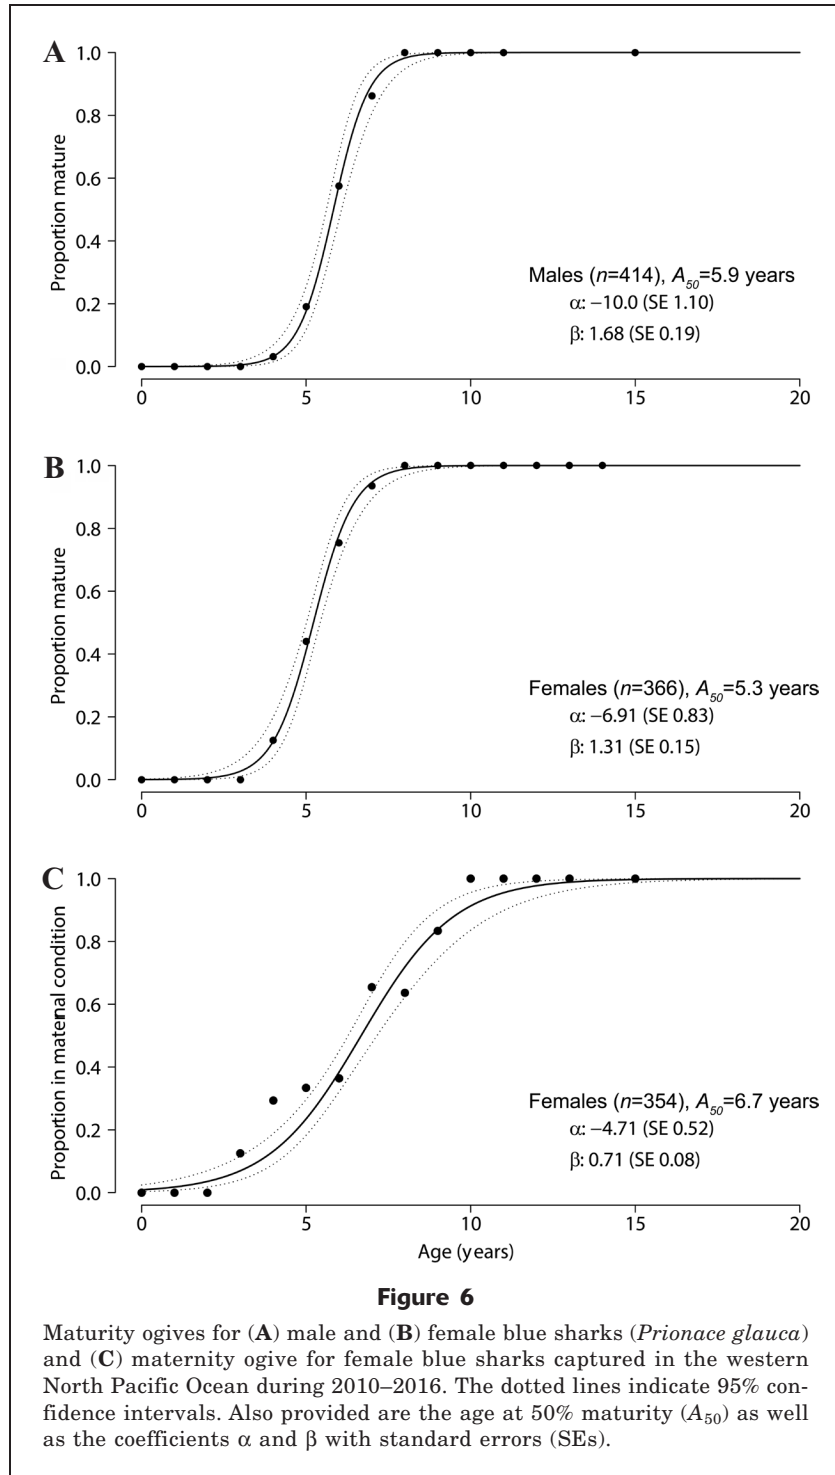 A
Proportion mature
1.0
0.8
0.6
0.4
0.2
0.0
Males (n=414), A50=5.9 years
α: −10.0 (SE 1.10)
β: 1.68 (SE 0.19)
0 5 10 15 20
B
Proportion mature
1.0
0.8
0.6
0.4
0.2
0.0
Females (n=366), A50=5.3 years
α: −6.91 (SE 0.83)
β: 1.31 (SE 0.15)
0 5 10 15 20
C
Proportion in maternal condition
1.0
0.8
0.6
0.4
0.2
0.0
Females (n=354), A50=6.7 years
α: −4.71 (SE 0.52)
β: 0.71 (SE 0.08)
0 5 10 15 20
Age (years)
Figure 6
Maturity ogives for (A) male and (B) female blue sharks (Prionace glauca)
and (C) maternity ogive for female blue sharks captured in the western
North Pacific Ocean during 2010–2016. The dotted lines indicate 95% con-
fidence intervals. Also provided are the age at 50% maturity (A50) as well
as the coefficients α and β with standard errors (SEs).